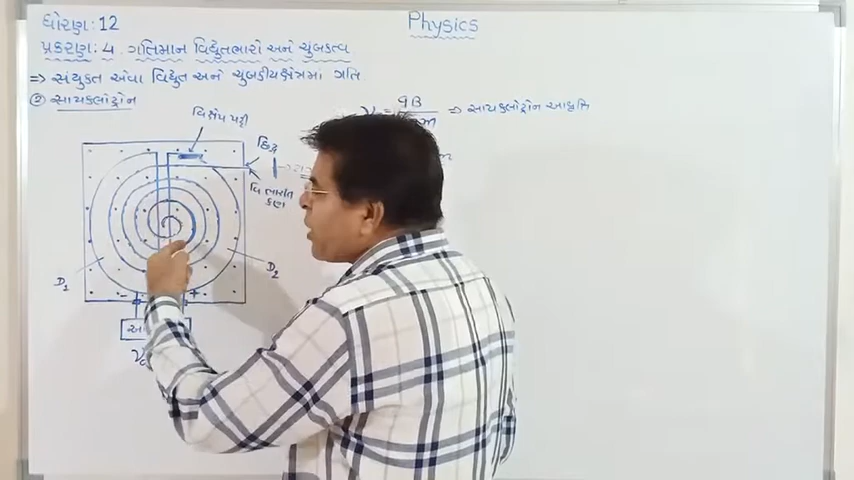 Physics
ધોરણ: 12
પ્રકરણ: 4. ગતિમાન વિદ્યુતભારો અને ચુંબકત્વ
=> સંયુક્ત એવા વિદ્યુત અને ચુંબકીયક્ષેત્રમાં ગતિ
② સાયક્લોટ્રોન
qB => સાયક્લોટ્રોન આવૃત્તિ
વિક્ષેપ પટ્ટી
છિદ્ર
વિભારીત
કણ
D₁
D₂
- +